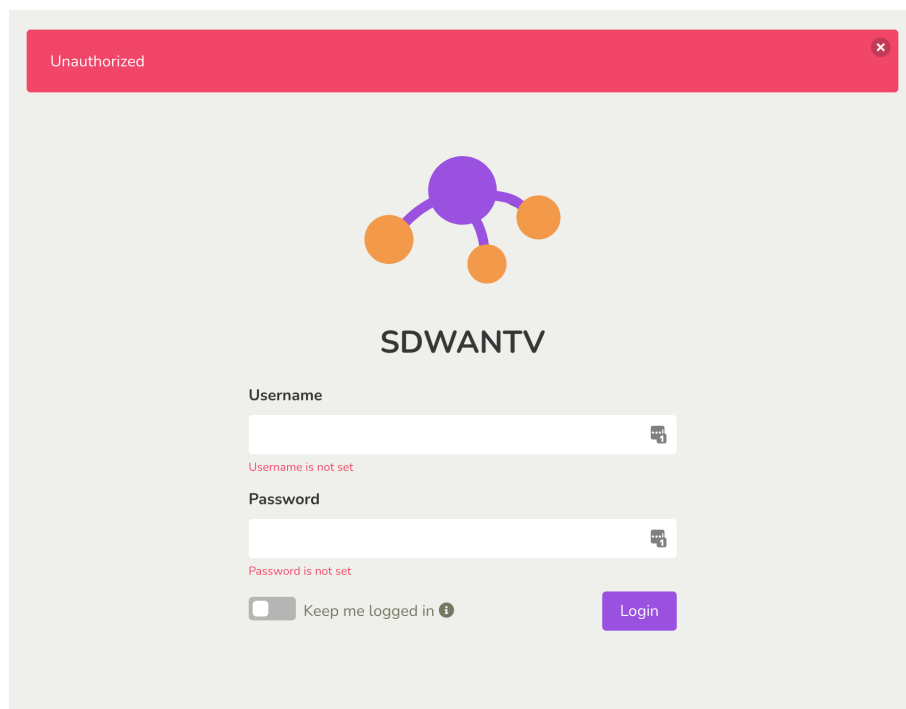 Unauthorized
SDWANTV
Username
Username is not set
Password
Password is not set
Keep me logged in
Login